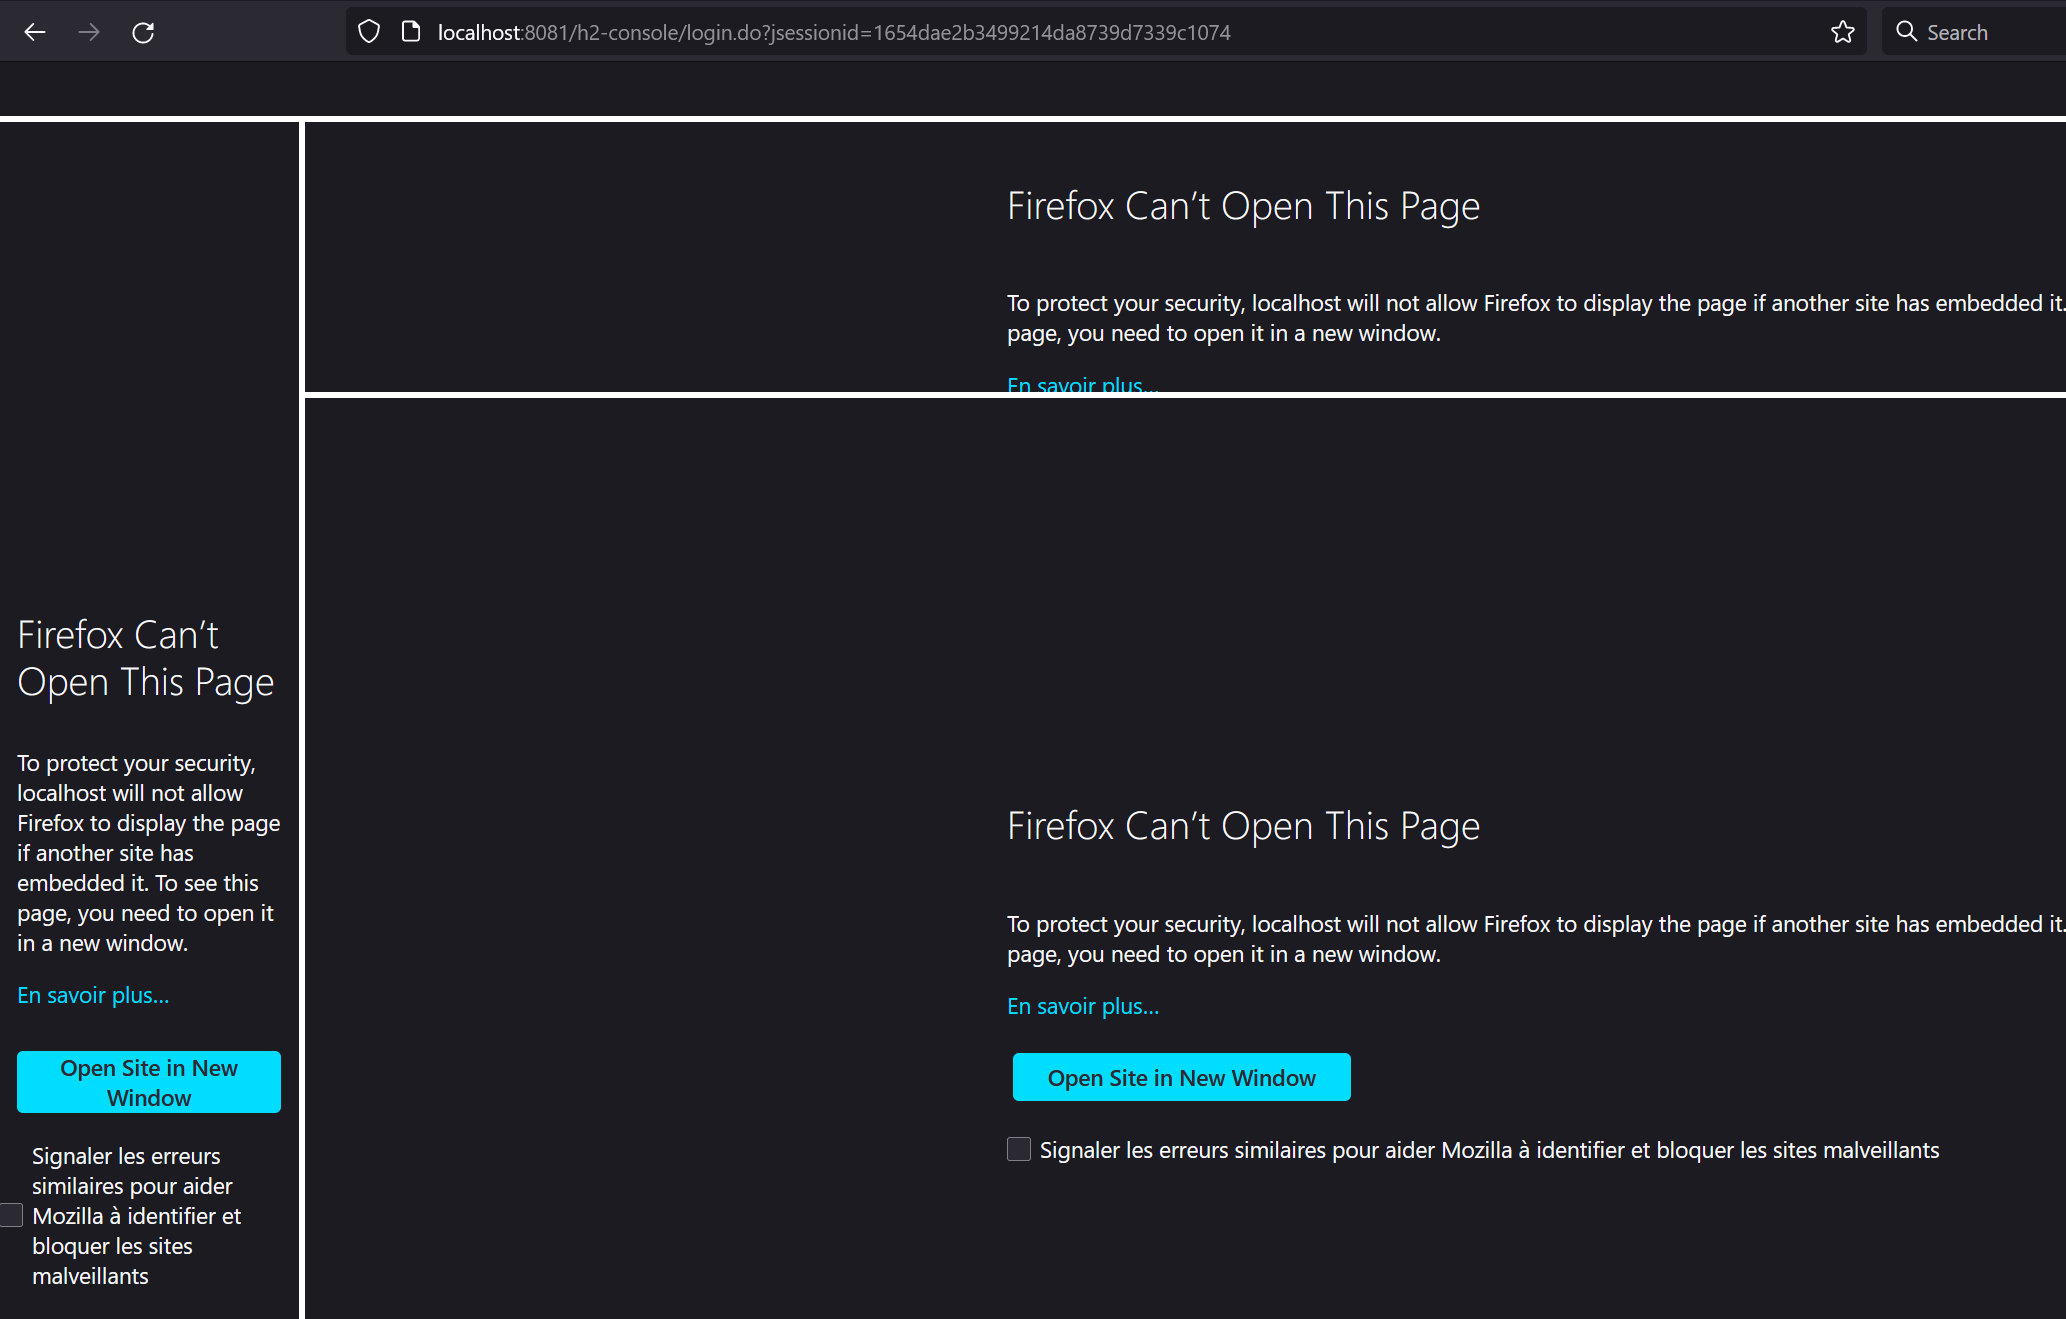 localhost:8081/h2-console/login.do?jsessionid=1654dae2b3499214da8739d7339c1074
Search
Firefox Can’t Open This Page
To protect your security, localhost will not allow Firefox to display the page if another site has embedded it.
page, you need to open it in a new window.
En savoir plus…
Firefox Can’t
Open This Page
To protect your security,
localhost will not allow
Firefox to display the page
if another site has
embedded it. To see this
page, you need to open it
in a new window.
En savoir plus…
Open Site in New
Window
Signaler les erreurs
similaires pour aider
Mozilla à identifier et
bloquer les sites
malveillants
Firefox Can’t Open This Page
To protect your security, localhost will not allow Firefox to display the page if another site has embedded it.
page, you need to open it in a new window.
En savoir plus…
Open Site in New Window
Signaler les erreurs similaires pour aider Mozilla à identifier et bloquer les sites malveillants